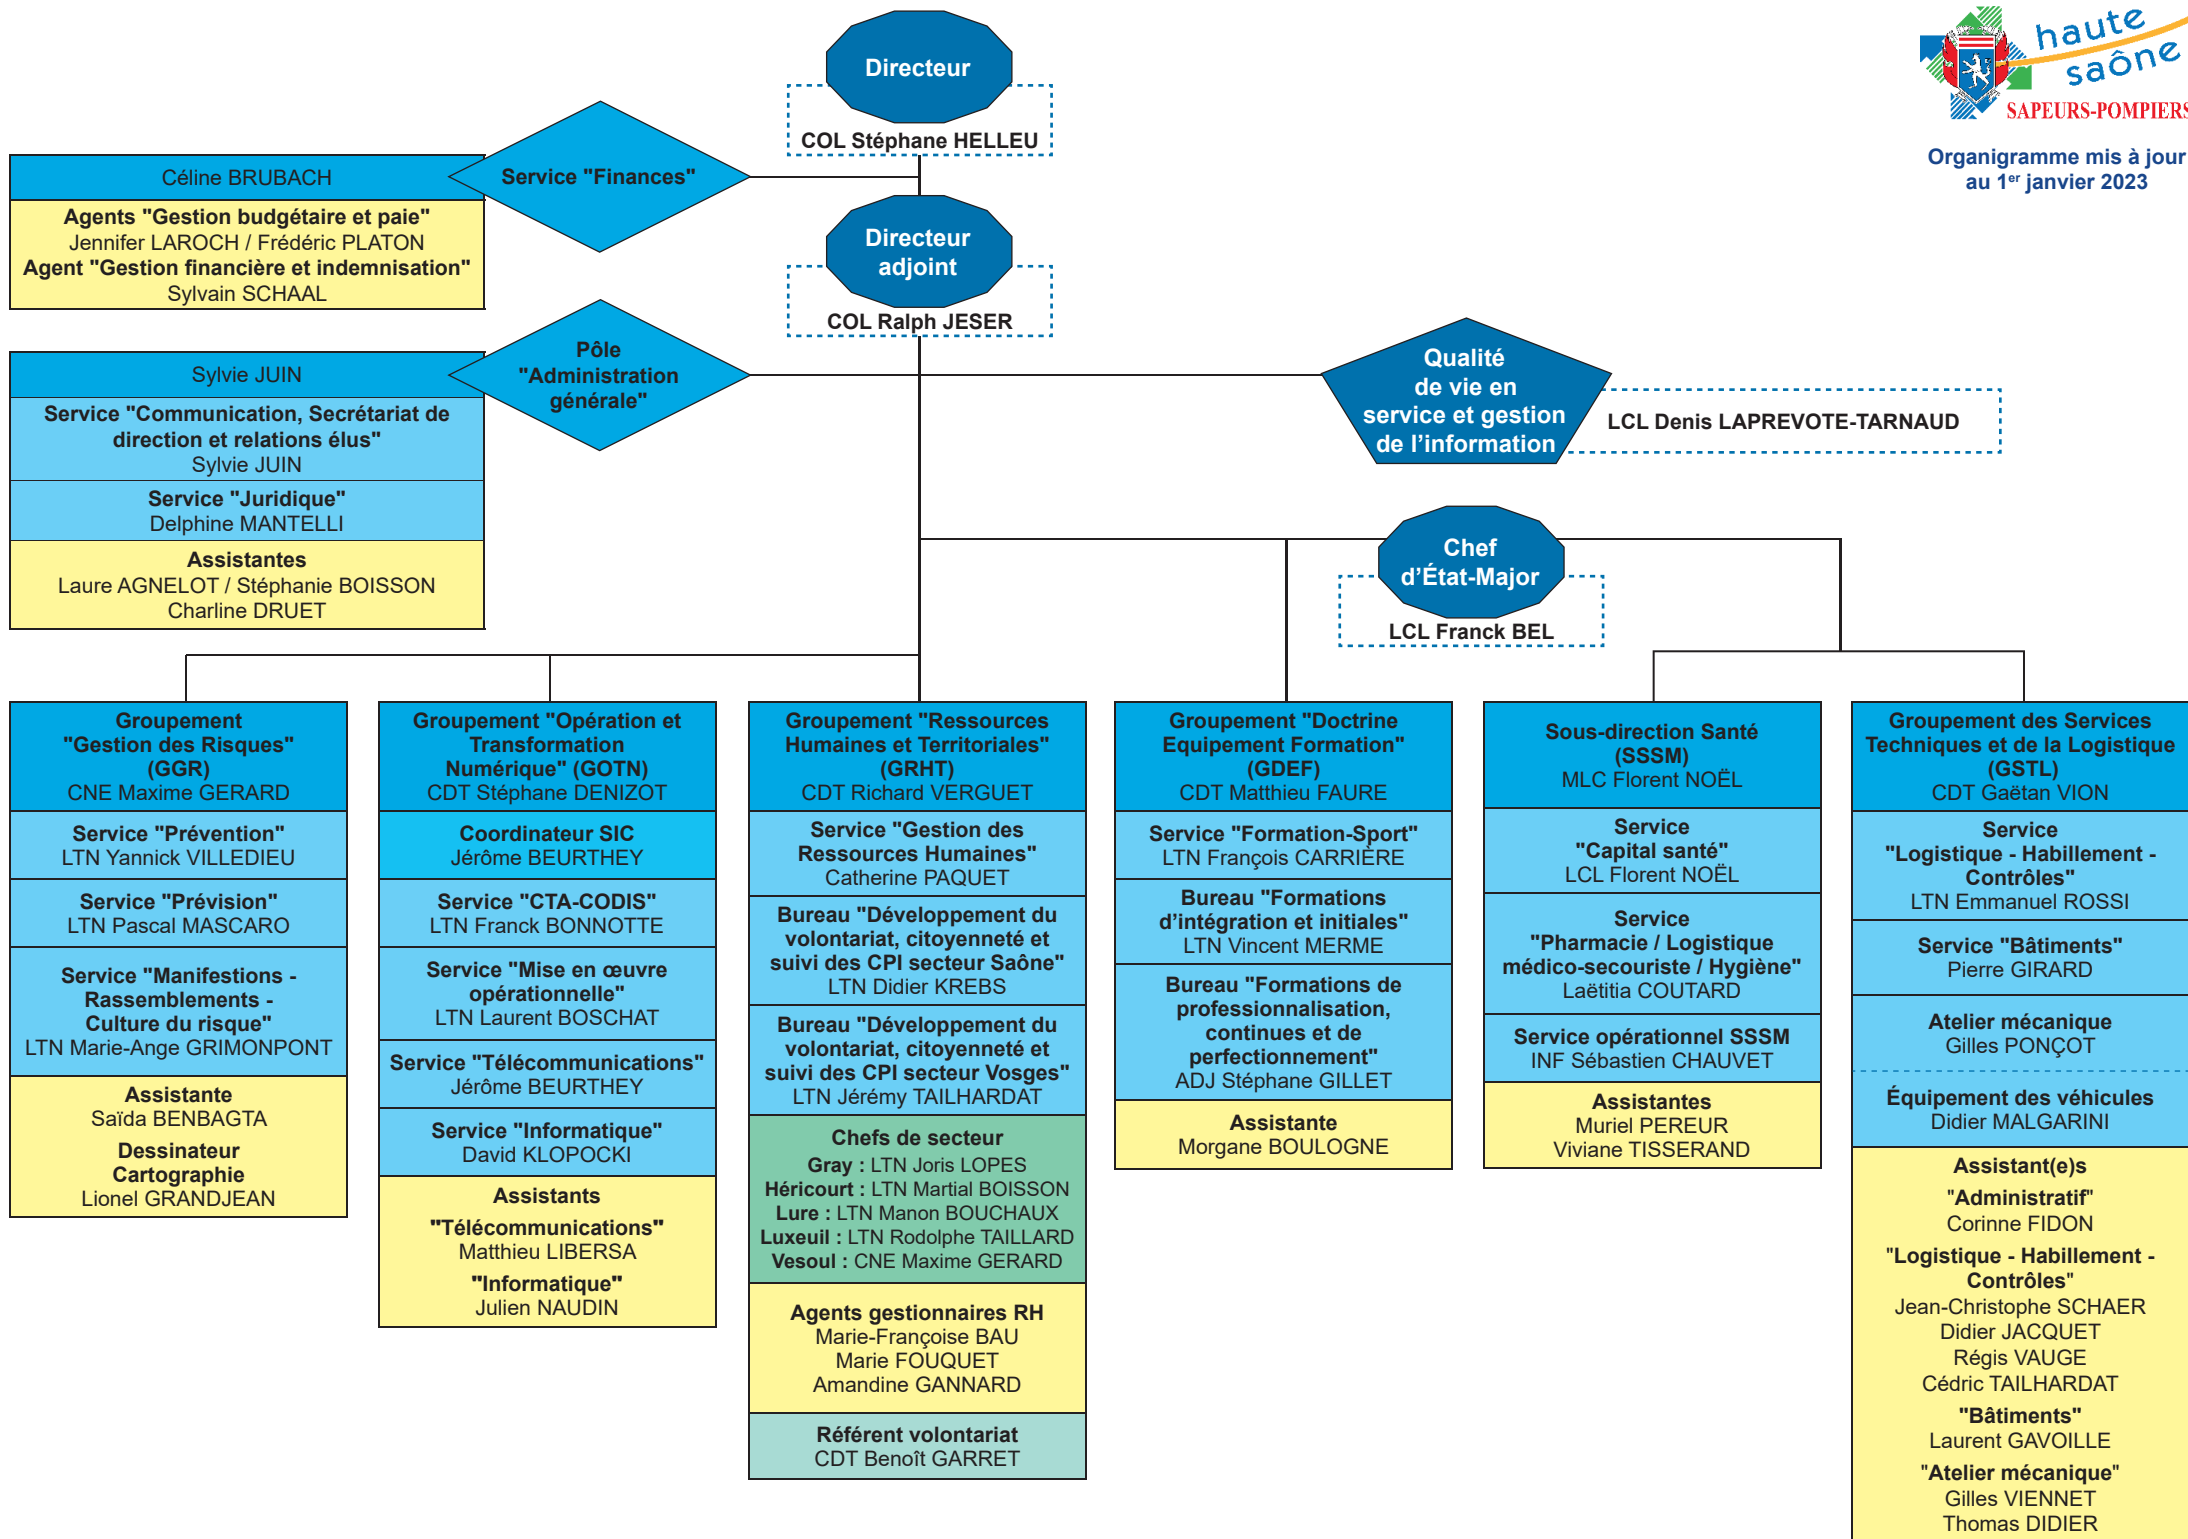 haute
saône
SAPEURS-POMPIERS
Organigramme mis à jour
au 1er janvier 2023
Directeur
COL Stéphane HELLEU
Service "Finances"
Céline BRUBACH
Agents "Gestion budgétaire et paie"
Jennifer LAROCH / Frédéric PLATON
Agent "Gestion financière et indemnisation"
Sylvain SCHAAL
Directeur
adjoint
COL Ralph JESER
Pôle
"Administration
générale"
Sylvie JUIN
Service "Communication, Secrétariat de
direction et relations élus"
Sylvie JUIN
Service "Juridique"
Delphine MANTELLI
Assistantes
Laure AGNELOT / Stéphanie BOISSON
Charline DRUET
Qualité
de vie en
service et gestion
de l'information
LCL Denis LAPREVOTE-TARNAUD
Chef
d'État-Major
LCL Franck BEL
Groupement
"Gestion des Risques"
(GGR)
CNE Maxime GERARD
Service "Prévention"
LTN Yannick VILLEDIEU
Service "Prévision"
LTN Pascal MASCARO
Service "Manifestions -
Rassemblements -
Culture du risque"
LTN Marie-Ange GRIMONPONT
Assistante
Saïda BENBAGTA
Dessinateur
Cartographie
Lionel GRANDJEAN
Groupement "Opération et
Transformation
Numérique" (GOTN)
CDT Stéphane DENIZOT
Coordinateur SIC
Jérôme BEURTHEY
Service "CTA-CODIS"
LTN Franck BONNOTTE
Service "Mise en œuvre
opérationnelle"
LTN Laurent BOSCHAT
Service "Télécommunications"
Jérôme BEURTHEY
Service "Informatique"
David KLOPOCKI
Assistants
"Télécommunications"
Matthieu LIBERSA
"Informatique"
Julien NAUDIN
Groupement "Ressources
Humaines et Territoriales"
(GRHT)
CDT Richard VERGUET
Service "Gestion des
Ressources Humaines"
Catherine PAQUET
Bureau "Développement du
volontariat, citoyenneté et
suivi des CPI secteur Saône"
LTN Didier KREBS
Bureau "Développement du
volontariat, citoyenneté et
suivi des CPI secteur Vosges"
LTN Jérémy TAILHARDAT
Chefs de secteur
Gray : LTN Joris LOPES
Héricourt : LTN Martial BOISSON
Lure : LTN Manon BOUCHAUX
Luxeuil : LTN Rodolphe TAILLARD
Vesoul : CNE Maxime GERARD
Agents gestionnaires RH
Marie-Françoise BAU
Marie FOUQUET
Amandine GANNARD
Référent volontariat
CDT Benoît GARRET
Groupement "Doctrine
Equipement Formation"
(GDEF)
CDT Matthieu FAURE
Service "Formation-Sport"
LTN François CARRIÈRE
Bureau "Formations
d'intégration et initiales"
LTN Vincent MERME
Bureau "Formations de
professionnalisation,
continues et de
perfectionnement"
ADJ Stéphane GILLET
Assistante
Morgane BOULOGNE
Sous-direction Santé
(SSSM)
MLC Florent NOËL
Service
"Capital santé"
LCL Florent NOËL
Service
"Pharmacie / Logistique
médico-secouriste / Hygiène"
Laëtitia COUTARD
Service opérationnel SSSM
INF Sébastien CHAUVET
Assistantes
Muriel PEREUR
Viviane TISSERAND
Groupement des Services
Techniques et de la Logistique
(GSTL)
CDT Gaëtan VION
Service
"Logistique - Habillement -
Contrôles"
LTN Emmanuel ROSSI
Service "Bâtiments"
Pierre GIRARD
Atelier mécanique
Gilles PONÇOT
Équipement des véhicules
Didier MALGARINI
Assistant(e)s
"Administratif"
Corinne FIDON
"Logistique - Habillement -
Contrôles"
Jean-Christophe SCHAER
Didier JACQUET
Régis VAUGE
Cédric TAILHARDAT
"Bâtiments"
Laurent GAVOILLE
"Atelier mécanique"
Gilles VIENNET
Thomas DIDIER